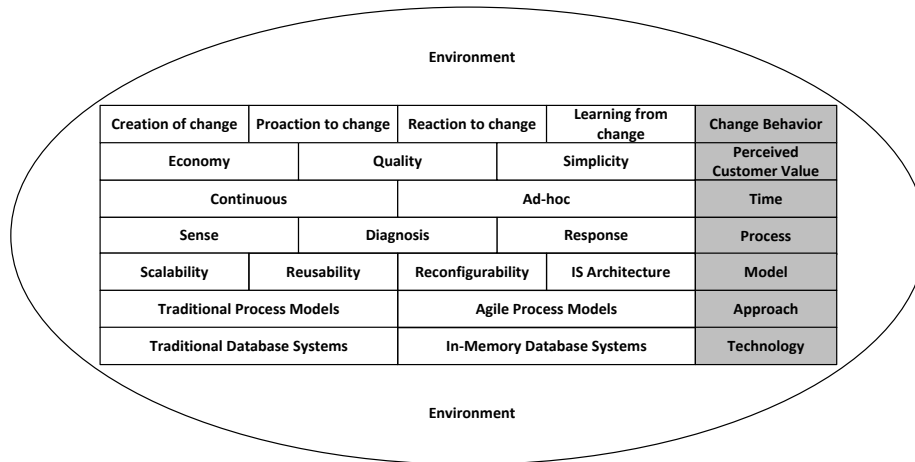 Environment
Creation of change Proaction to change Reaction to change Learning from change Change Behavior
Economy Quality Simplicity Perceived Customer Value
Continuous Ad-hoc Time
Sense Diagnosis Response Process
Scalability Reusability Reconfigurability IS Architecture Model
Traditional Process Models Agile Process Models Approach
Traditional Database Systems In-Memory Database Systems Technology
Environment